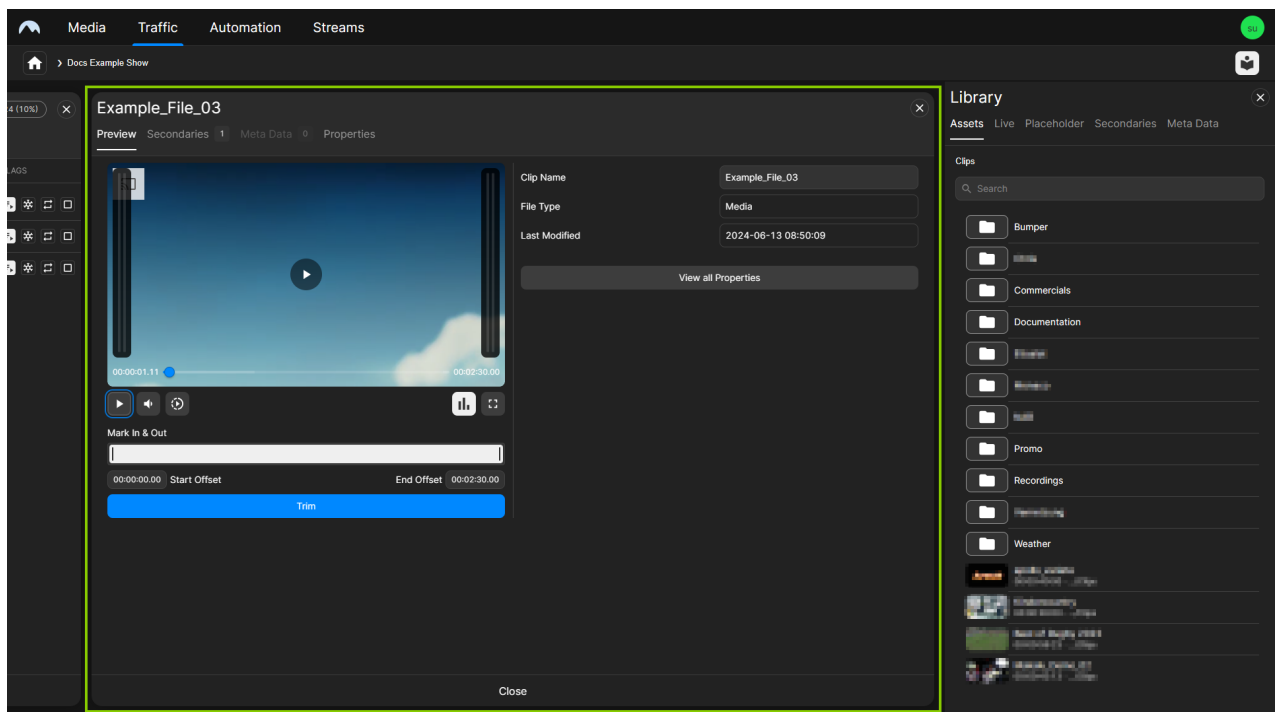 Media Traffic Automation Streams su
Docs Example Show
4 (10%)
LAGS
Example_File_03
Preview Secondaries 1 Meta Data 0 Properties
00:00:01.11 00:02:30.00
Mark In & Out
00:00:00.00 Start Offset End Offset 00:02:30.00
Trim
Clip Name Example_File_03
File Type Media
Last Modified 2024-06-13 08:50:09
View all Properties
Close
Library
Assets Live Placeholder Secondaries Meta Data
Clips
Search
Bumper
Commercials
Documentation
Promo
Recordings
Weather